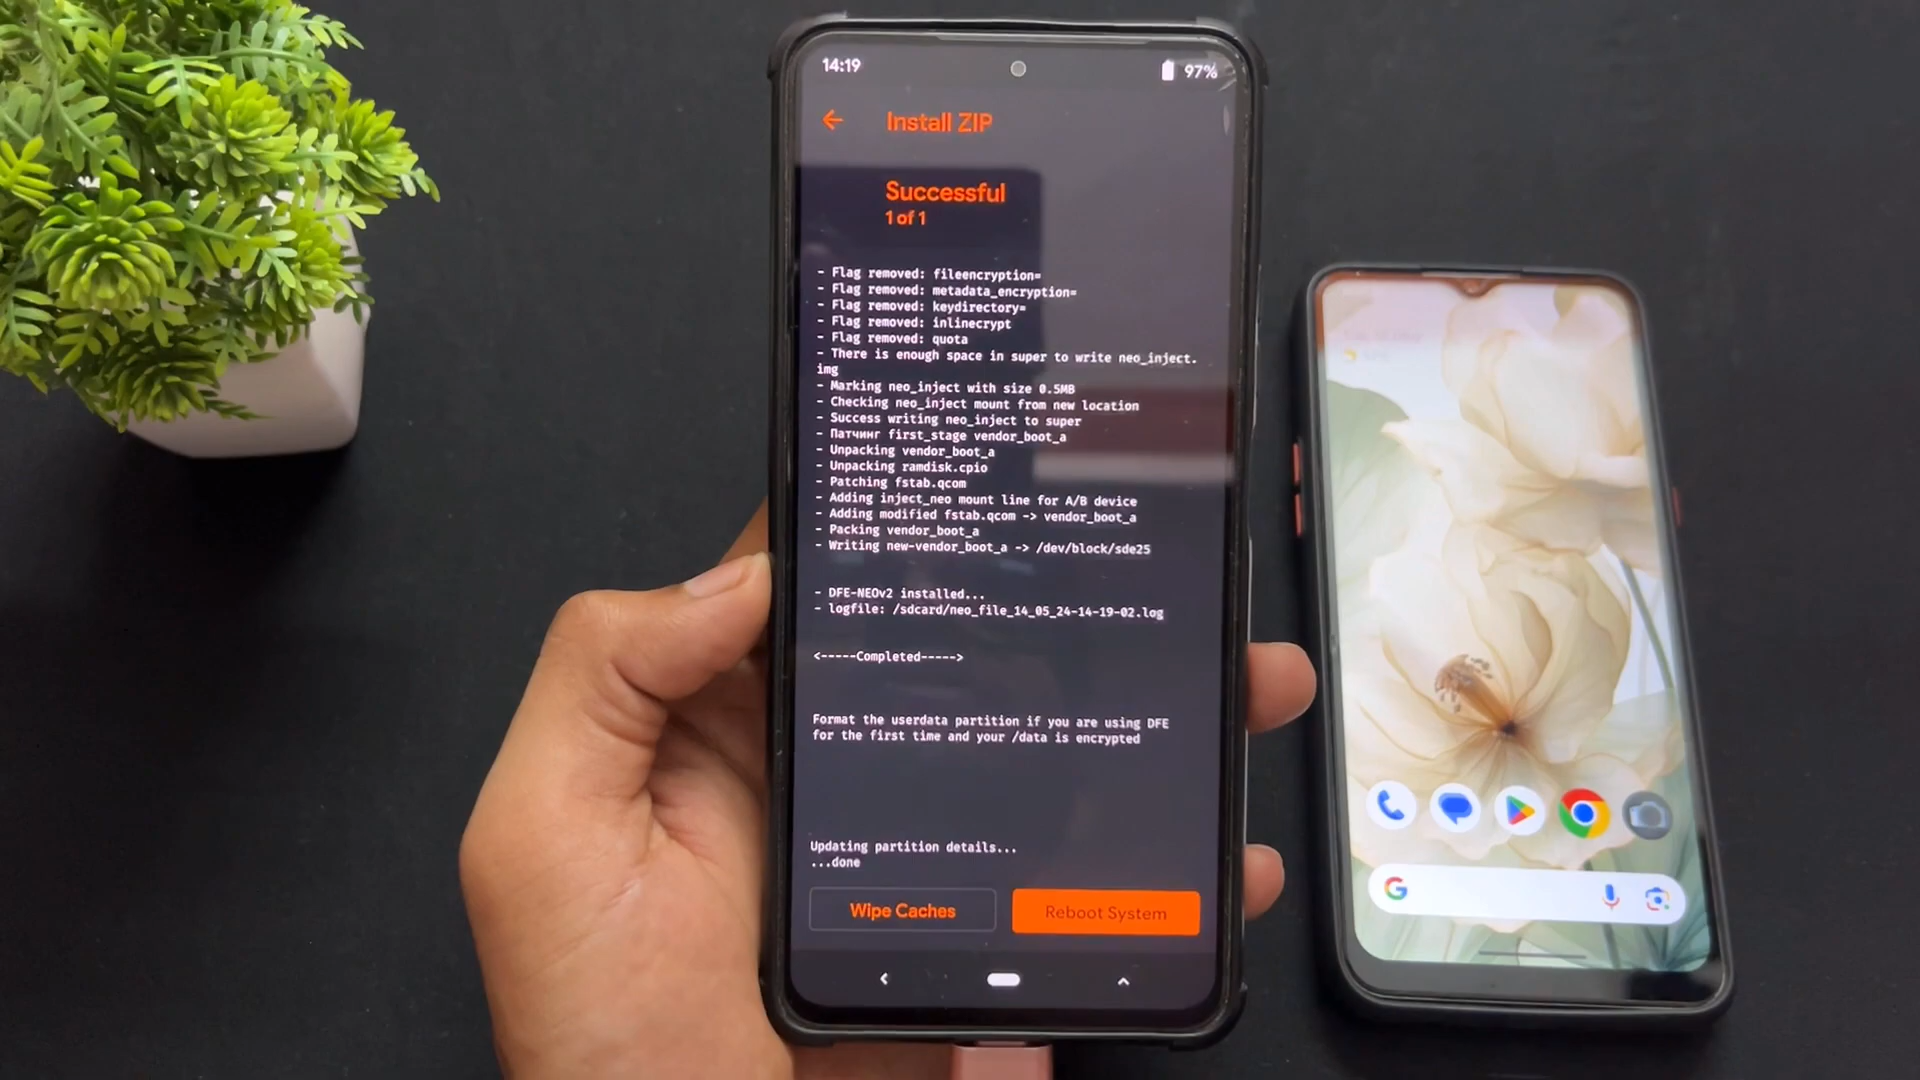 14:19
97%
Install ZIP
Successful
1 of 1
- Flag removed: fileencryption=
- Flag removed: metadata_encryption=
- Flag removed: keydirectory=
- Flag removed: inlinecrypt
- Flag removed: quota
- There is enough space in super to write neo_inject.
img
- Marking neo_inject with size 0.5MB
- Checking neo_inject mount from new location
- Success writing neo_inject to super
- Патчинг first_stage vendor_boot_a
- Unpacking vendor_boot_a
- Unpacking ramdisk.cpio
- Patching fstab.qcom
- Adding inject_neo mount line for A/B device
- Adding modified fstab.qcom -> vendor_boot_a
- Packing vendor_boot_a
- Writing new-vendor_boot_a -> /dev/block/sde25
- DFE-NEOv2 installed...
- logfile: /sdcard/neo_file_14_05_24-14-19-02.log
<-----Completed----->
Format the userdata partition if you are using DFE
for the first time and your /data is encrypted
Updating partition details...
...done
Wipe Caches
Reboot System